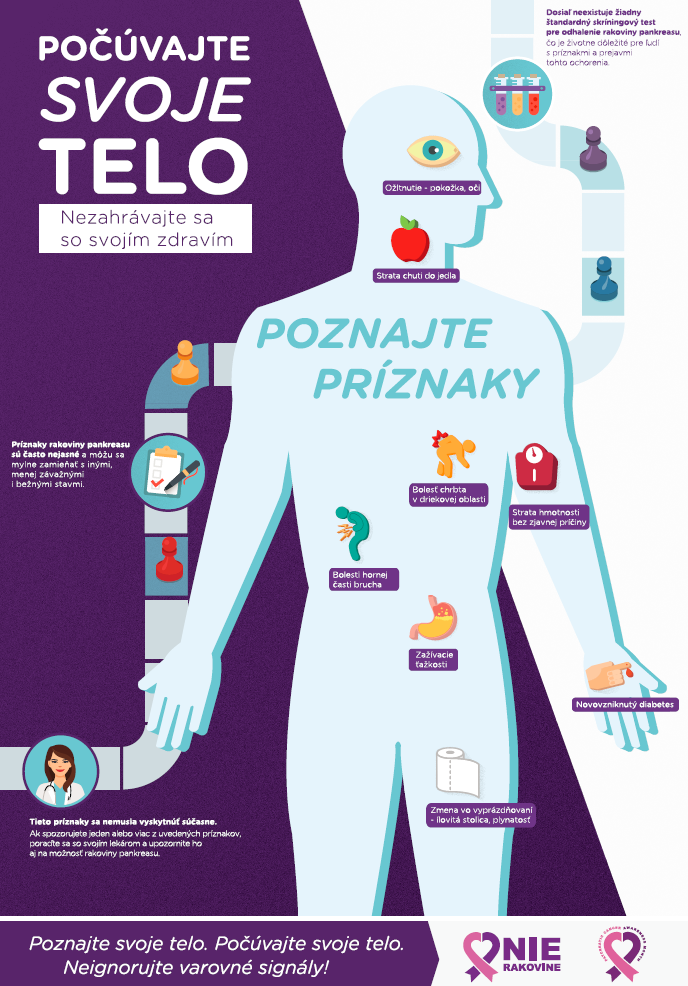 POČÚVAJTE
SVOJE
TELO
Nezahrávajte sa
so svojím zdravím
Dosiaľ neexistuje žiadny
štandardný skríningový test
pre odhalenie rakoviny pankreasu,
čo je životne dôležité pre ľudí
s príznakmi a prejavmi
tohto ochorenia.
Ožltnutie - pokožka, oči
Strata chuti do jedla
POZNAJTE
PRÍZNAKY
Príznaky rakoviny pankreasu
sú často nejasné a môžu sa
mylne zamieňať s inými,
menej závažnými
i bežnými stavmi.
Bolesť chrbta
v driekovej oblasti
Strata hmotnosti
bez zjavnej príčiny
Bolesti hornej
časti brucha
Zažívacie
ťažkosti
Novovzniknutý diabetes
Zmena vo vyprázdňovaní
- ílovitá stolica, plynatosť
Tieto príznaky sa nemusia vyskytnúť súčasne.
Ak spozorujete jeden alebo viac z uvedených príznakov,
poraďte sa so svojím lekárom a upozornite ho
aj na možnosť rakoviny pankreasu.
Poznajte svoje telo. Počúvajte svoje telo.
Neignorujte varovné signály!
NIE
RAKOVINE
PANCREATIC CANCER AWARENESS MONTH